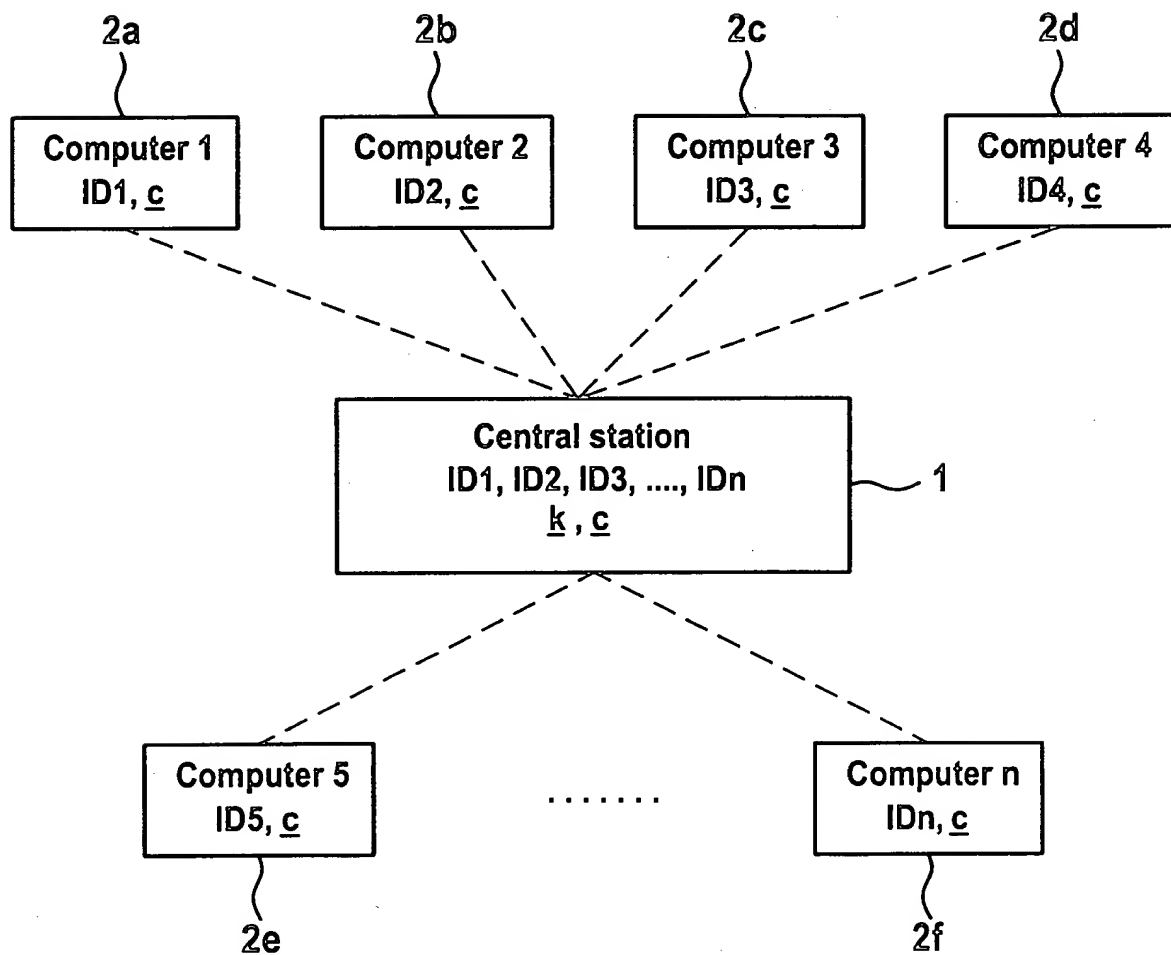 2a
2b
2c
2d
Computer 1
ID1, c
Computer 2
ID2, c
Computer 3
ID3, c
Computer 4
ID4, c
Central station
ID1, ID2, ID3, ...., IDn
k , c
1
Computer 5
ID5, c
.......
Computer n
IDn, c
2e
2f